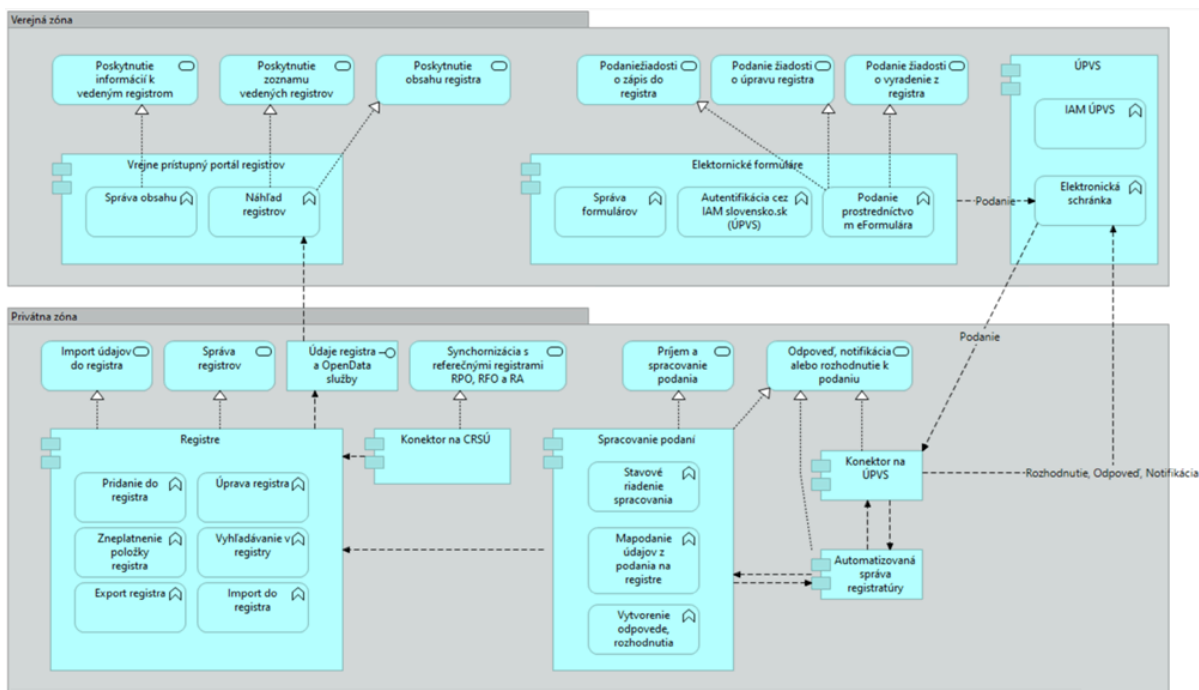 Verejná zóna
Poskytnutie
informácií k
vedeným registrom
Poskytnutie
zoznamu
vedených registrov
Poskytnutie
obsahu registra
Podaniežiadosti
o zápis do
registra
Podanie žiadosti
o úpravu registra
Podanie žiadosti
o vyradenie z
registra
ÚPVS
IAM ÚPVS
Elektronická
schránka
Vrejne prístupný portál registrov
Správa obsahu
Náhľad
registrov
Elektornické formuláre
Správa
formulárov
Autentifikácia cez
IAM slovensko.sk
(ÚPVS)
Podanie
prostredníctvo
m eFormulára
Podanie
Privátna zóna
Podanie
Import údajov
do registra
Správa
registrov
Údaje registra
a OpenData
služby
Synchornizácia s
referečnými registrami
RPO, RFO a RA
Príjem a
spracovanie
podania
Odpoveď, notifikácia
alebo rozhodnutie k
podaniu
Registre
Pridanie do
registra
Úprava registra
Zneplatnenie
položky
registra
Vyhľadávanie v
registry
Export registra
Import do
registra
Konektor na CRSÚ
Spracovanie podaní
Stavové
riadenie
spracovania
Mapodanie
údajov z
podania na
registre
Vytvorenie
odpovede,
rozhodnutia
Konektor na
ÚPVS
Rozhodnutie, Odpoveď, Notifikácia
Automatizovaná
správa
registratúry